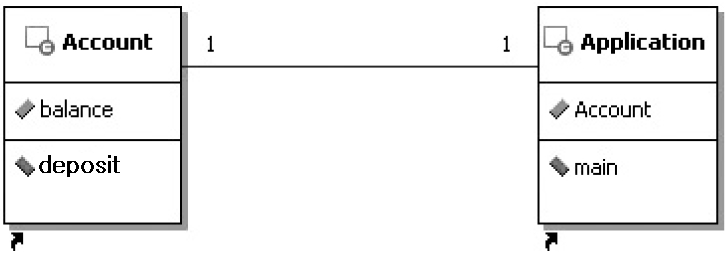 Account
1
1
Application
balance
Account
deposit
main